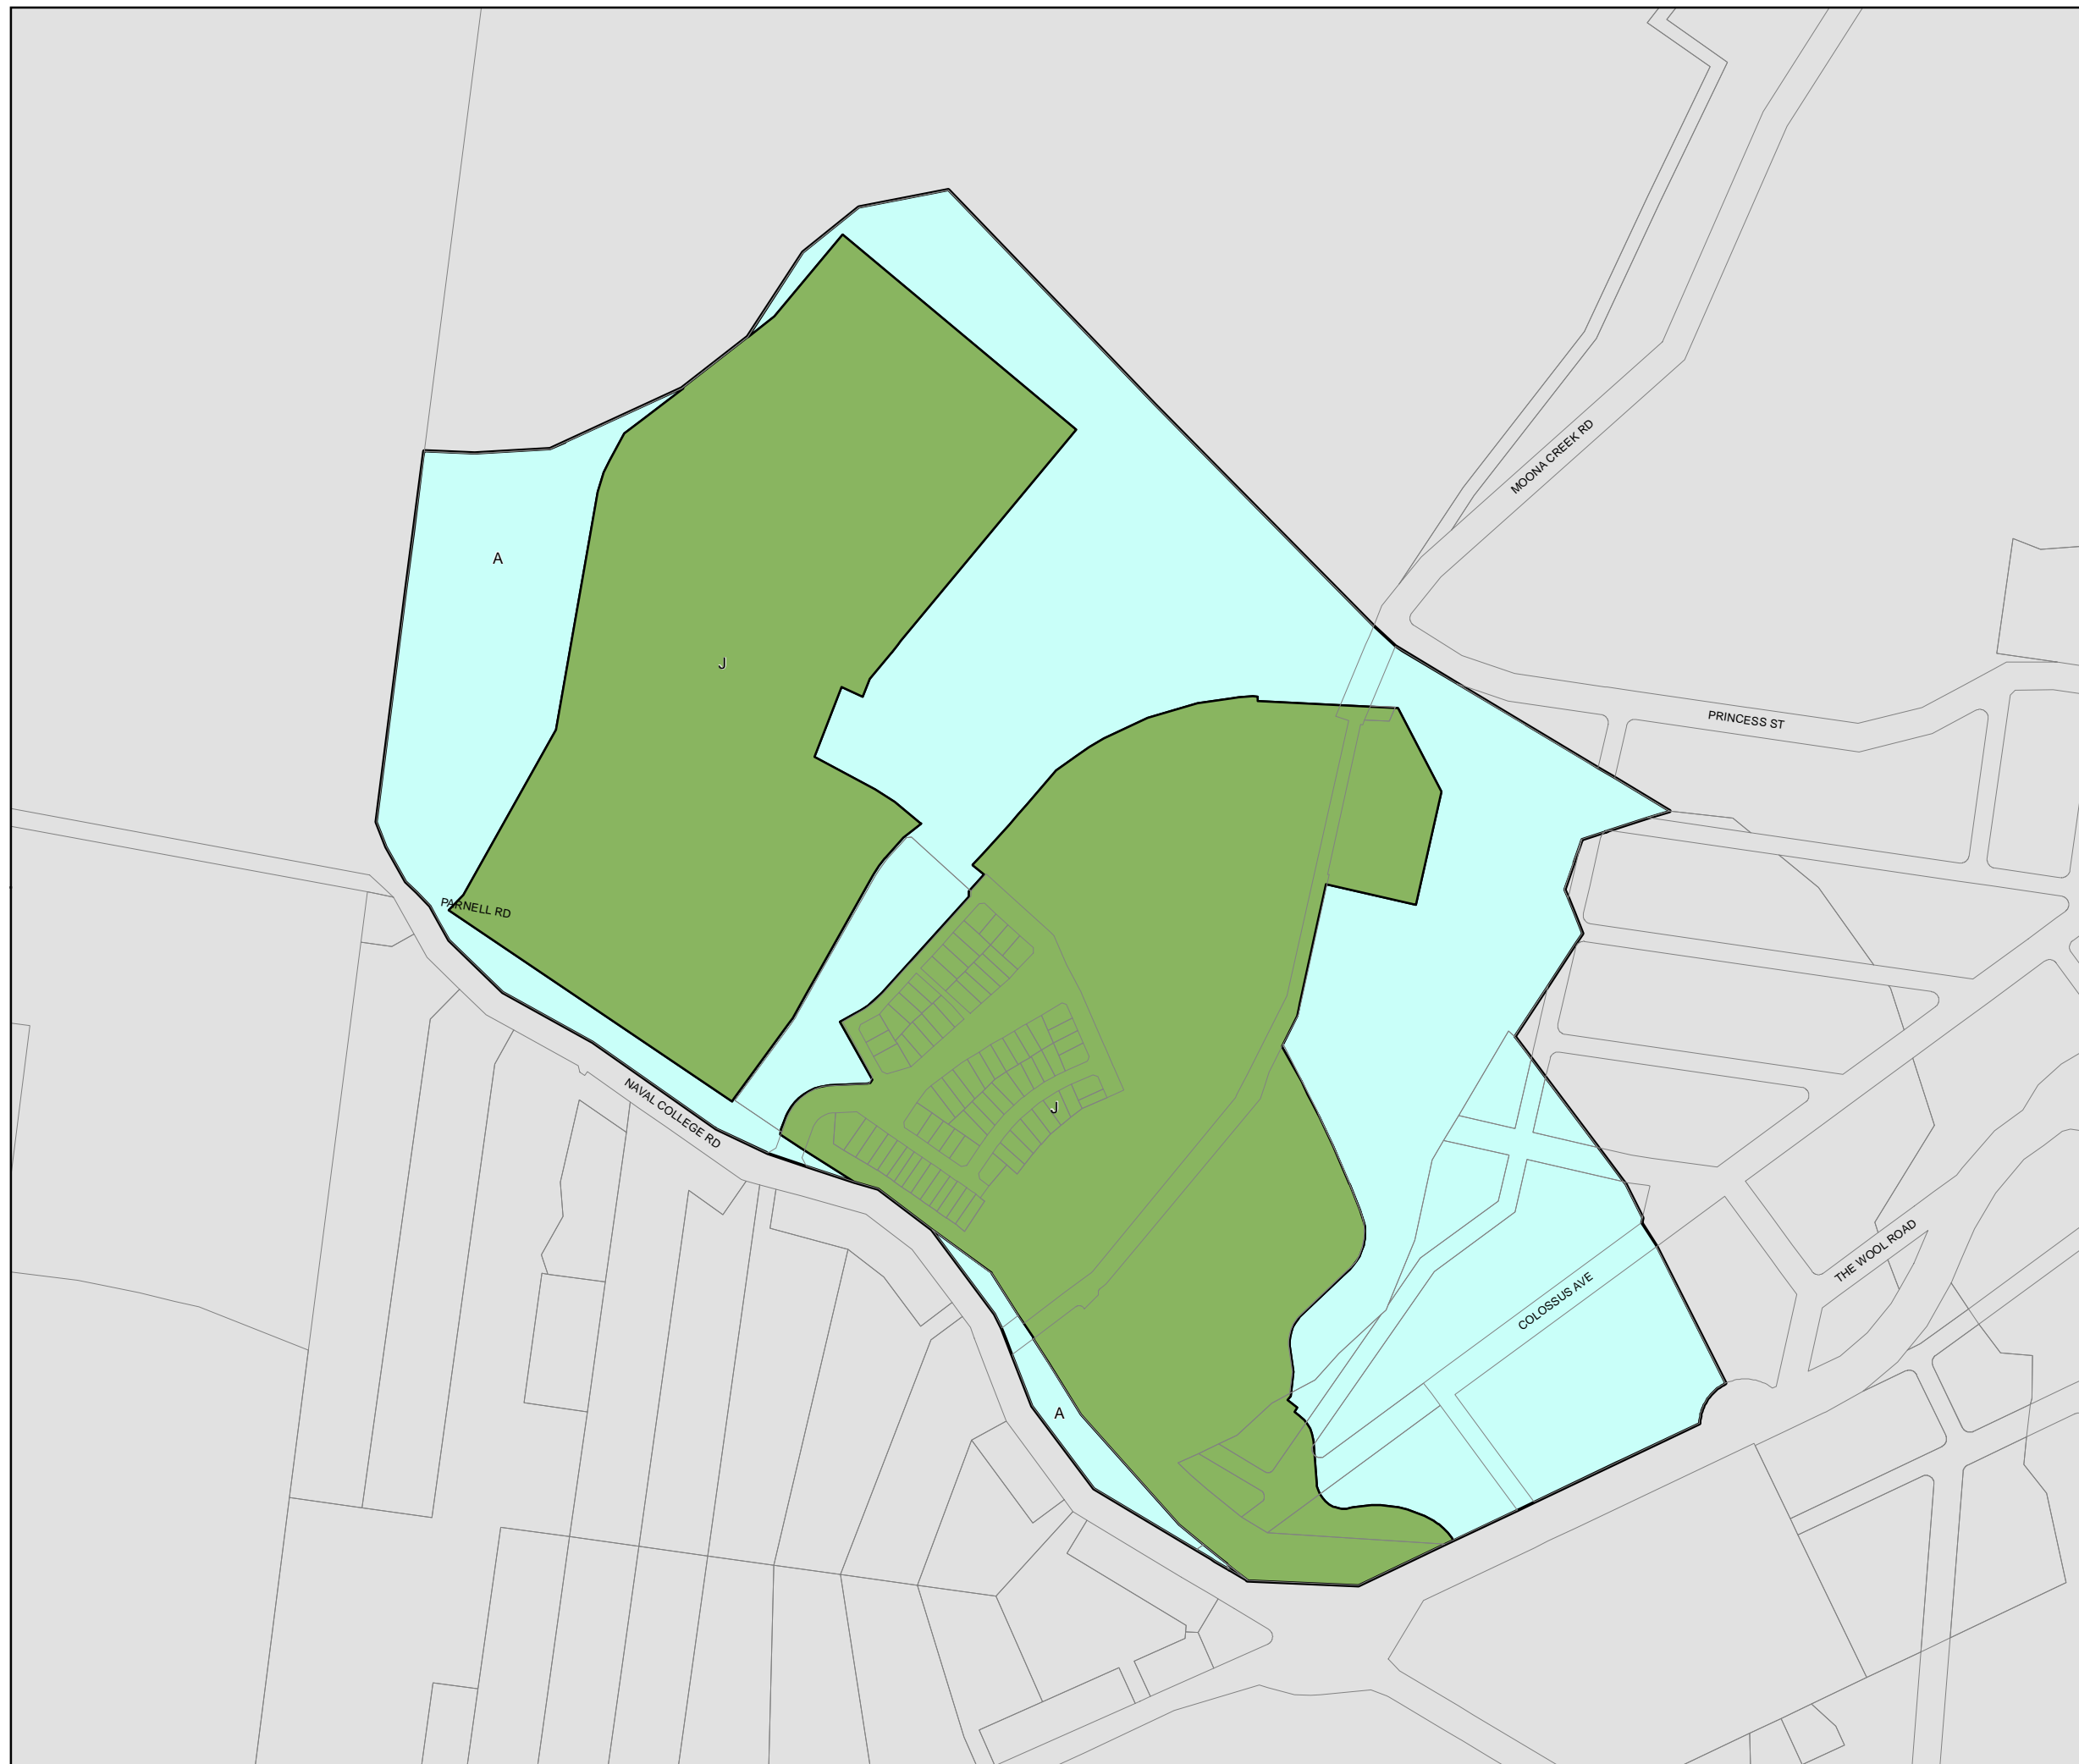 MOONA CREEK RD
A
J
PRINCESS ST
PARNELL RD
NAVAL COLLEGE RD
J
THE WOOL ROAD
COLOSSUS AVE
A